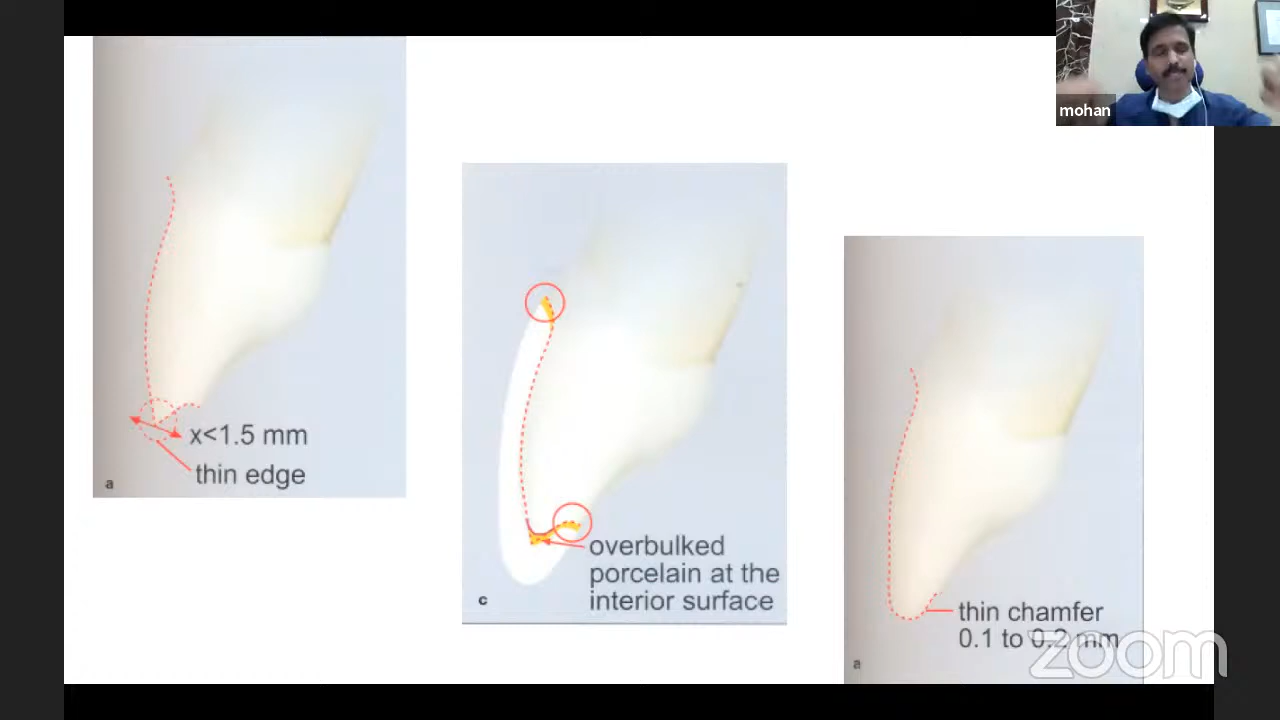 mohan
x<1.5 mm
thin edge
a
overbulked
porcelain at the
interior surface
c
thin chamfer
0.1 to 0.2 mm
a
zoom